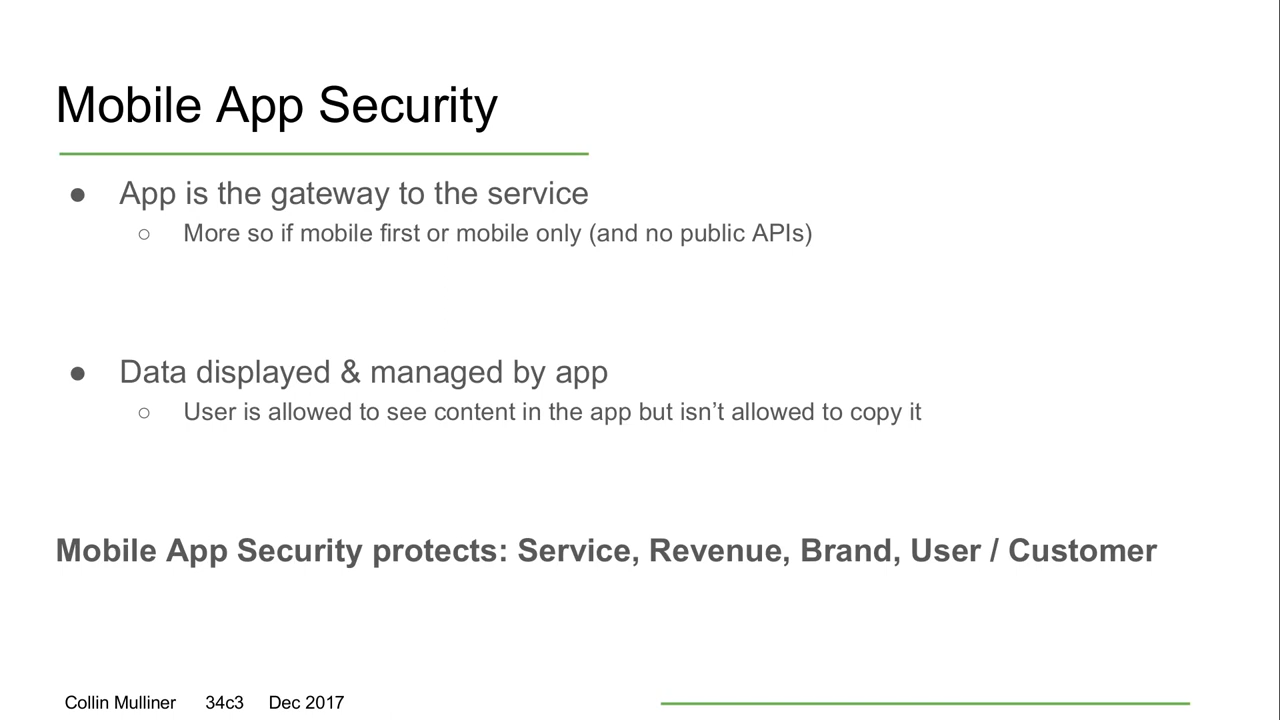 Mobile App Security
● App is the gateway to the service
○ More so if mobile first or mobile only (and no public APIs)
● Data displayed & managed by app
○ User is allowed to see content in the app but isn’t allowed to copy it
Mobile App Security protects: Service, Revenue, Brand, User / Customer
Collin Mulliner 34c3 Dec 2017